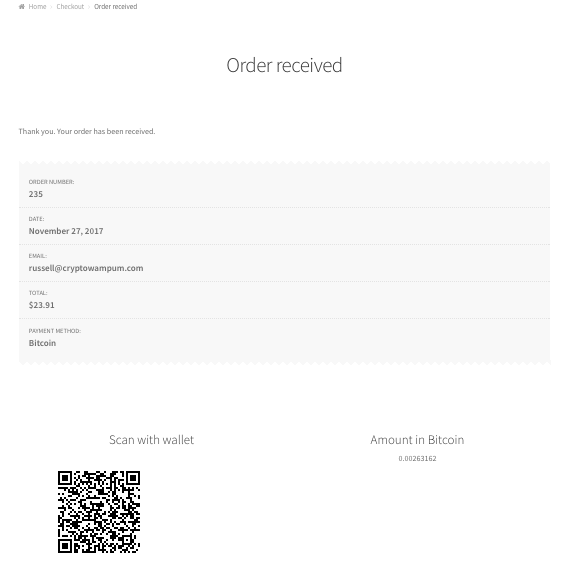 Home › Checkout › Order received
Order received
Thank you. Your order has been received.
ORDER NUMBER:
235
DATE:
November 27, 2017
EMAIL:
russell@cryptowampum.com
TOTAL:
$23.91
PAYMENT METHOD:
Bitcoin
Scan with wallet
Amount in Bitcoin
0.00263162